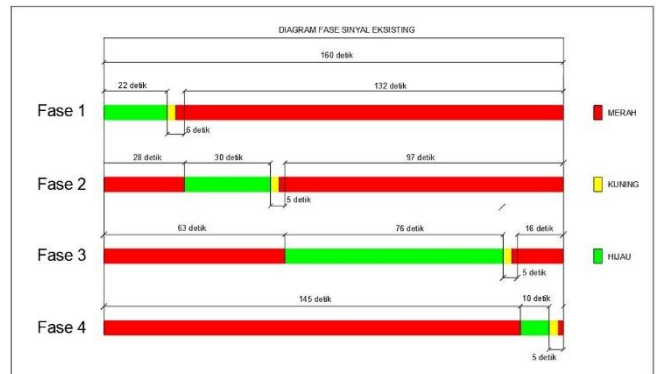 DIAGRAM FASE SINYAL EKSISTING
160 detik
22 detik
132 detik
Fase 1
6 detik
MERAH
28 detik
30 detik
97 detik
Fase 2
5 detik
KUNING
63 detik
76 detik
16 detik
Fase 3
5 detik
HIJAU
145 detik
10 detik
Fase 4
5 detik